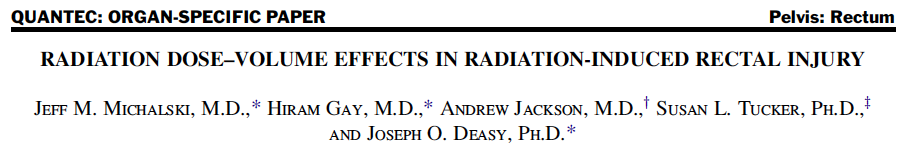 QUANTEC: ORGAN-SPECIFIC PAPER Pelvis: Rectum
RADIATION DOSE–VOLUME EFFECTS IN RADIATION-INDUCED RECTAL INJURY
JEFF M. MICHALSKI, M.D.,* HIRAM GAY, M.D.,* ANDREW JACKSON, M.D.,† SUSAN L. TUCKER, PH.D.,‡
AND JOSEPH O. DEASY, PH.D.*